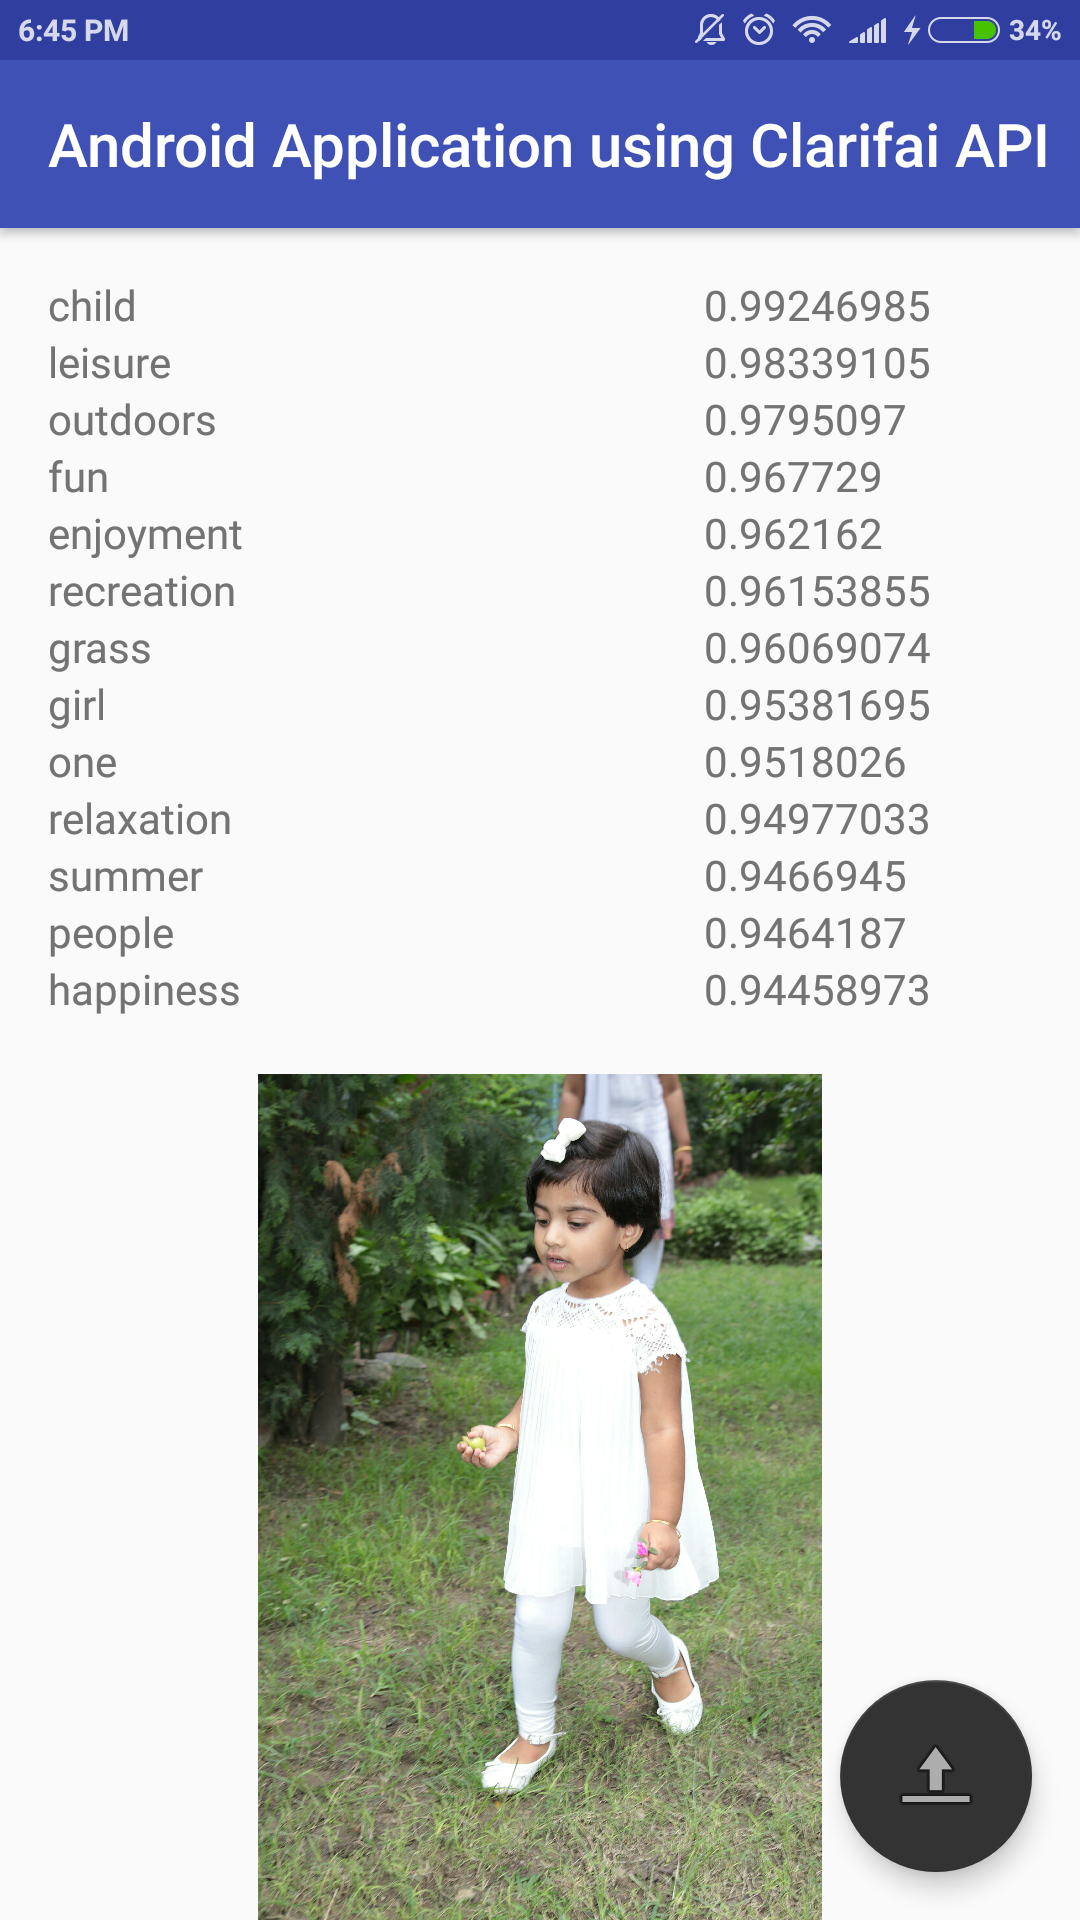 6:45 PM 34%
Android Application using Clarifai API
child 0.99246985
leisure 0.98339105
outdoors 0.9795097
fun 0.967729
enjoyment 0.962162
recreation 0.96153855
grass 0.96069074
girl 0.95381695
one 0.9518026
relaxation 0.94977033
summer 0.9466945
people 0.9464187
happiness 0.94458973